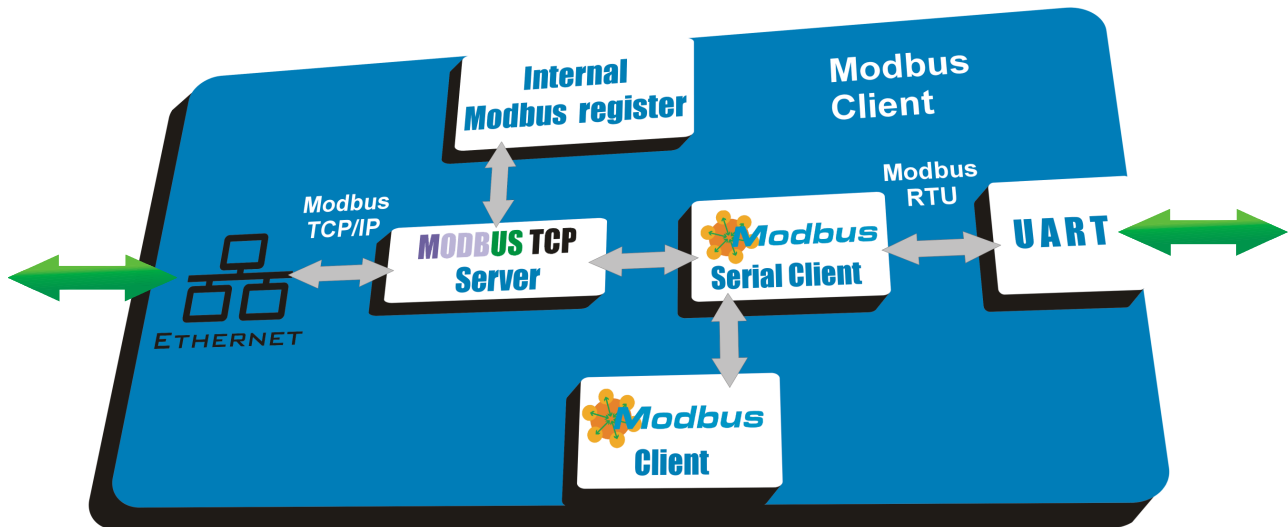 Internal
Modbus register
Modbus
Client
Modbus
TCP/IP
Modbus
RTU
MODBUS TCP
Server
Modbus
Serial Client
UART
ETHERNET
Modbus
Client